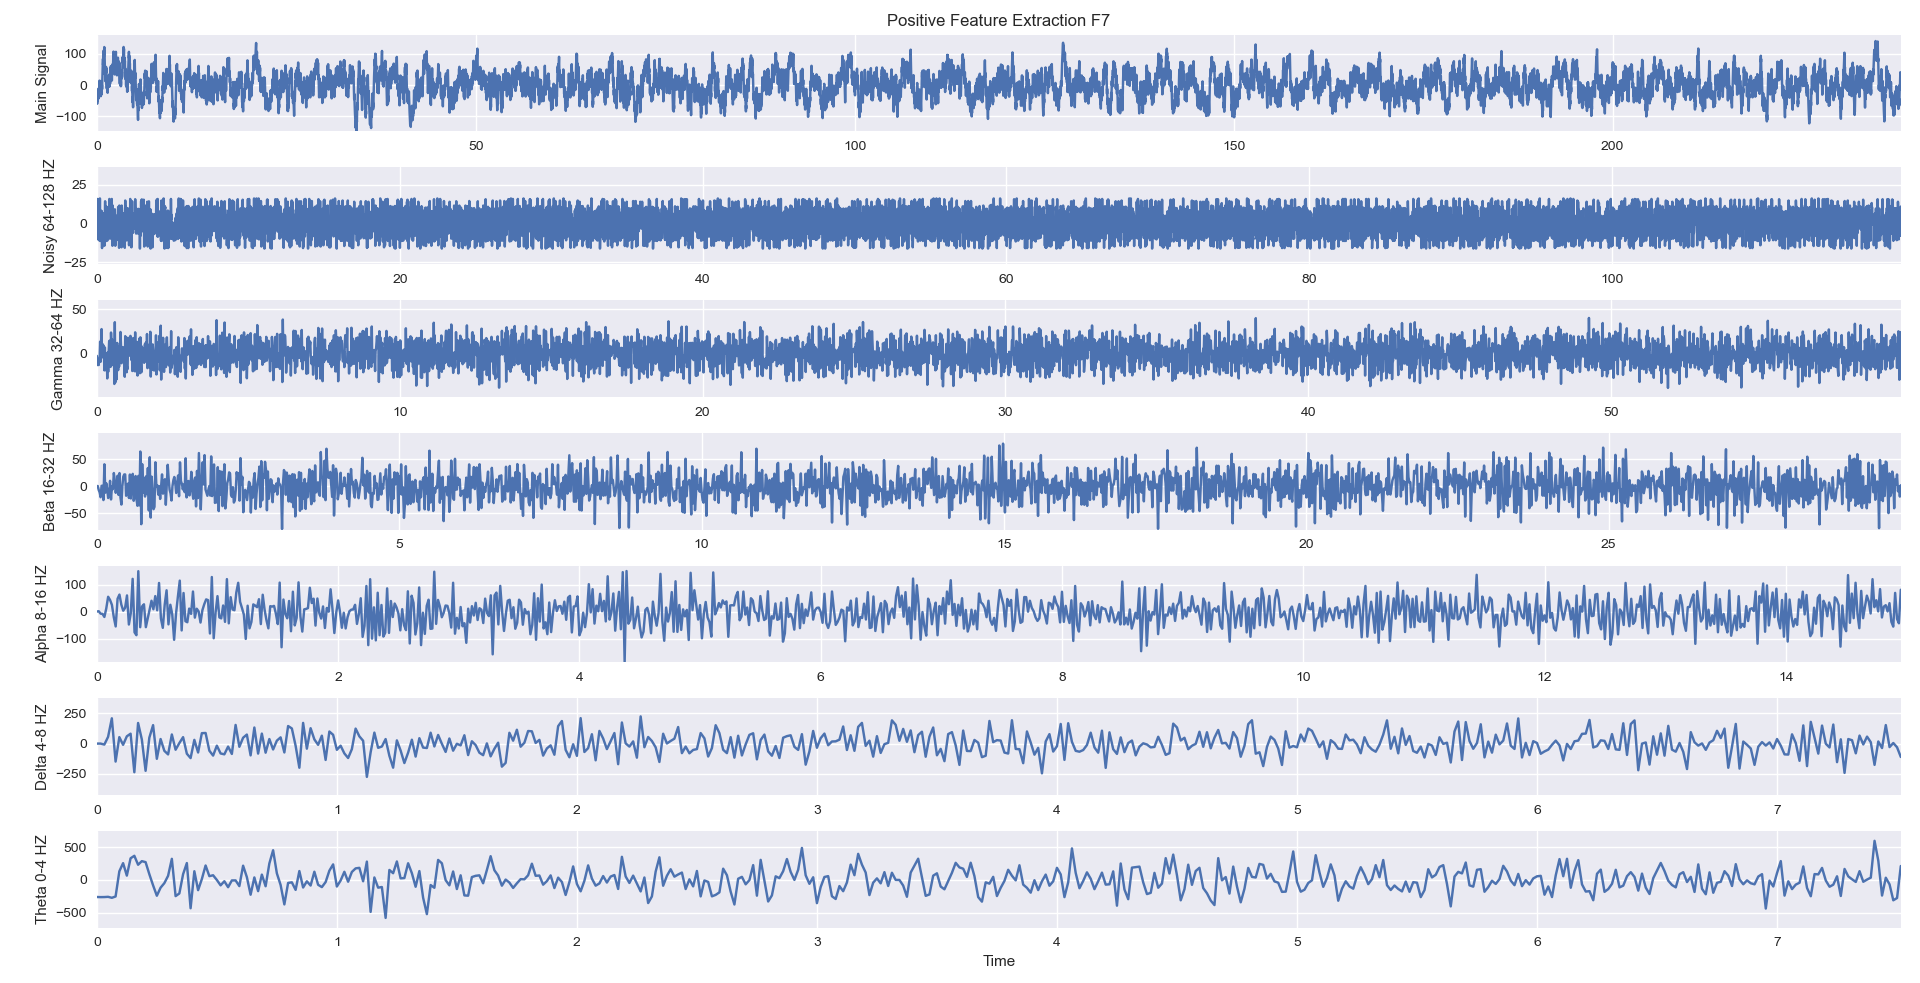 Positive Feature Extraction F7
Main Signal
100
0
−100
0 50 100 150 200
Noisy 64-128 HZ
25
0
−25
0 20 40 60 80 100
Gamma 32-64 HZ
50
0
0 10 20 30 40 50
Beta 16-32 HZ
50
0
−50
0 5 10 15 20 25
Alpha 8-16 HZ
100
0
−100
0 2 4 6 8 10 12 14
Delta 4-8 HZ
250
0
−250
0 1 2 3 4 5 6 7
Theta 0-4 HZ
500
0
−500
0 1 2 3 4 5 6 7
Time